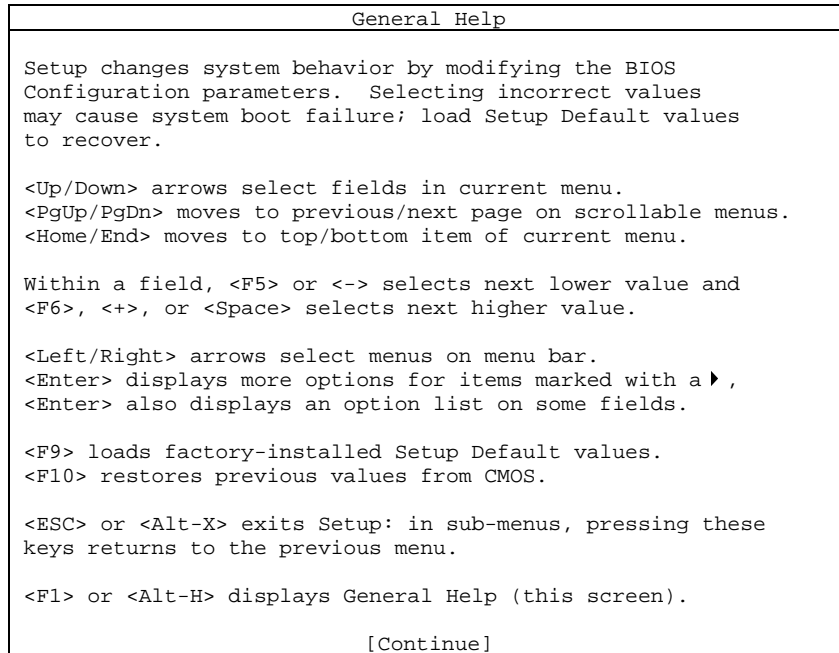 General Help
Setup changes system behavior by modifying the BIOS
Configuration parameters.  Selecting incorrect values
may cause system boot failure; load Setup Default values
to recover.
<Up/Down> arrows select fields in current menu.
<PgUp/PgDn> moves to previous/next page on scrollable menus.
<Home/End> moves to top/bottom item of current menu.
Within a field, <F5> or <-> selects next lower value and
<F6>, <+>, or <Space> selects next higher value.
<Left/Right> arrows select menus on menu bar.
<Enter> displays more options for items marked with a ▶ ,
<Enter> also displays an option list on some fields.
<F9> loads factory-installed Setup Default values.
<F10> restores previous values from CMOS.
<ESC> or <Alt-X> exits Setup: in sub-menus, pressing these
keys returns to the previous menu.
<F1> or <Alt-H> displays General Help (this screen).
[Continue]